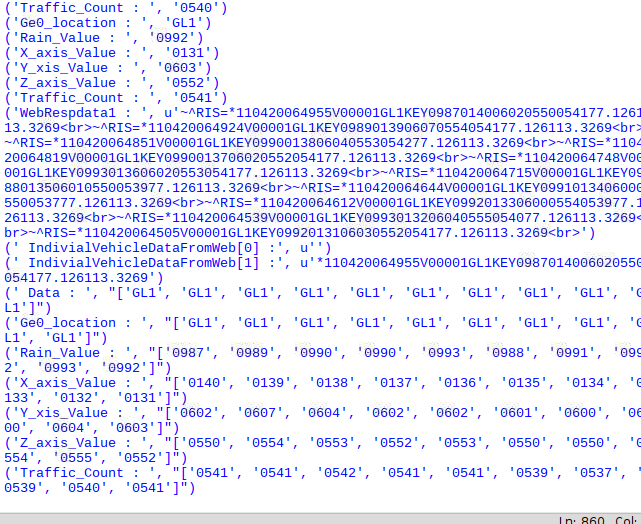 ('Traffic_Count : ', '0540')
('Ge0_location : ', 'GL1')
('Rain_Value : ', '0992')
('X_axis_Value : ', '0131')
('Y_xis_Value : ', '0603')
('Z_axis_Value : ', '0552')
('Traffic_Count : ', '0541')
('WebRespdata1 : ', u'~^RIS=*110420064955V00001GL1KEY0987014006020550054177.1261
13.3269<br>~^RIS=*110420064924V00001GL1KEY0989013906070554054177.126113.3269<br>
~^RIS=*110420064851V00001GL1KEY0990013806040553054277.126113.3269<br>~^RIS=*1104
20064819V00001GL1KEY0990013706020552054177.126113.3269<br>~^RIS=*110420064748V00
001GL1KEY0993013606020553054177.126113.3269<br>~^RIS=*110420064715V00001GL1KEY09
88013506010550053977.126113.3269<br>~^RIS=*110420064644V00001GL1KEY0991013406000
550053777.126113.3269<br>~^RIS=*110420064612V00001GL1KEY0992013306000554053977.1
26113.3269<br>~^RIS=*110420064539V00001GL1KEY0993013206040555054077.126113.3269<
br>~^RIS=*110420064505V00001GL1KEY0992013106030552054177.126113.3269<br>')
(' IndivialVehicleDataFromWeb[0] :', u'')
(' IndivialVehicleDataFromWeb[1] :', u'*110420064955V00001GL1KEY0987014006020550
054177.126113.3269')
(' Data : ', "['GL1', 'GL1', 'GL1', 'GL1', 'GL1', 'GL1', 'GL1', 'GL1', 'GL1', 'G
L1']")
('Ge0_location : ', "['GL1', 'GL1', 'GL1', 'GL1', 'GL1', 'GL1', 'GL1', 'GL1', 'G
L1', 'GL1']")
('Rain_Value : ', "['0987', '0989', '0990', '0990', '0993', '0988', '0991', '099
2', '0993', '0992']")
('X_axis_Value : ', "['0140', '0139', '0138', '0137', '0136', '0135', '0134', '0
133', '0132', '0131']")
('Y_xis_Value : ', "['0602', '0607', '0604', '0602', '0602', '0601', '0600', '06
00', '0604', '0603']")
('Z_axis_Value : ', "['0550', '0554', '0553', '0552', '0553', '0550', '0550', '0
554', '0555', '0552']")
('Traffic_Count : ', "['0541', '0541', '0542', '0541', '0541', '0539', '0537', '
0539', '0540', '0541']")
Ln: 860 Col: